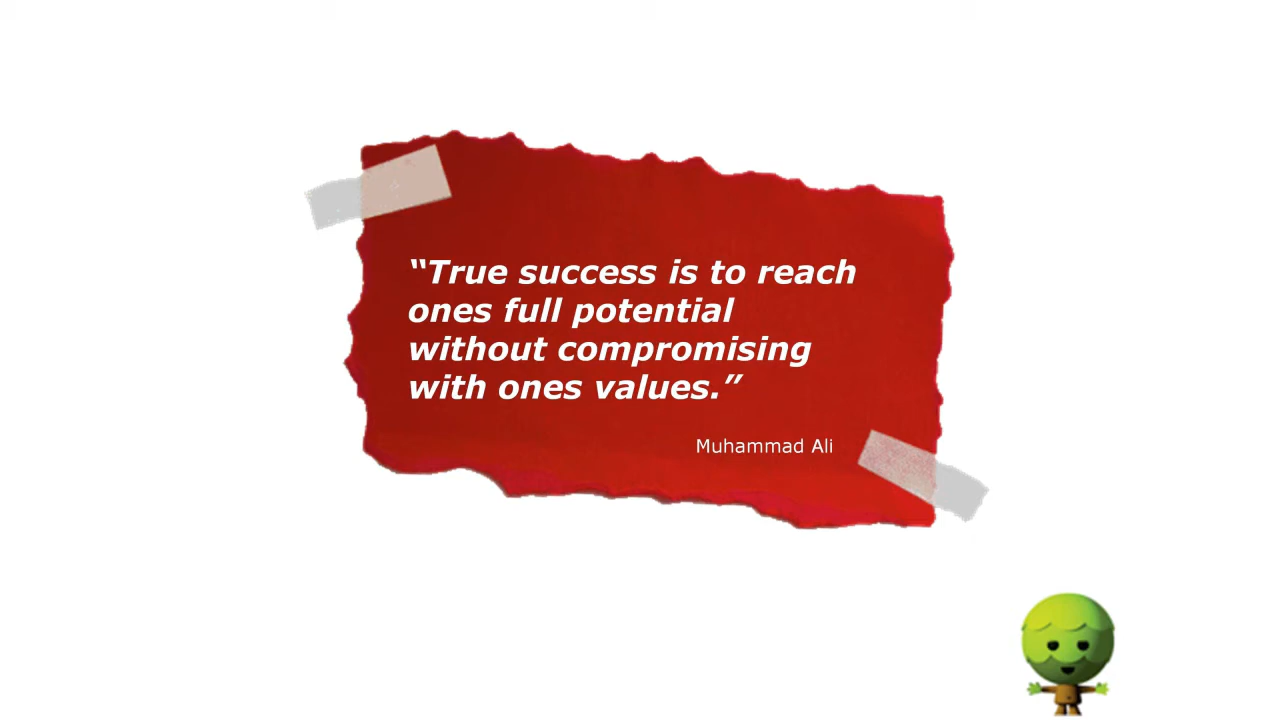 “True success is to reach
ones full potential
without compromising
with ones values.”
Muhammad Ali